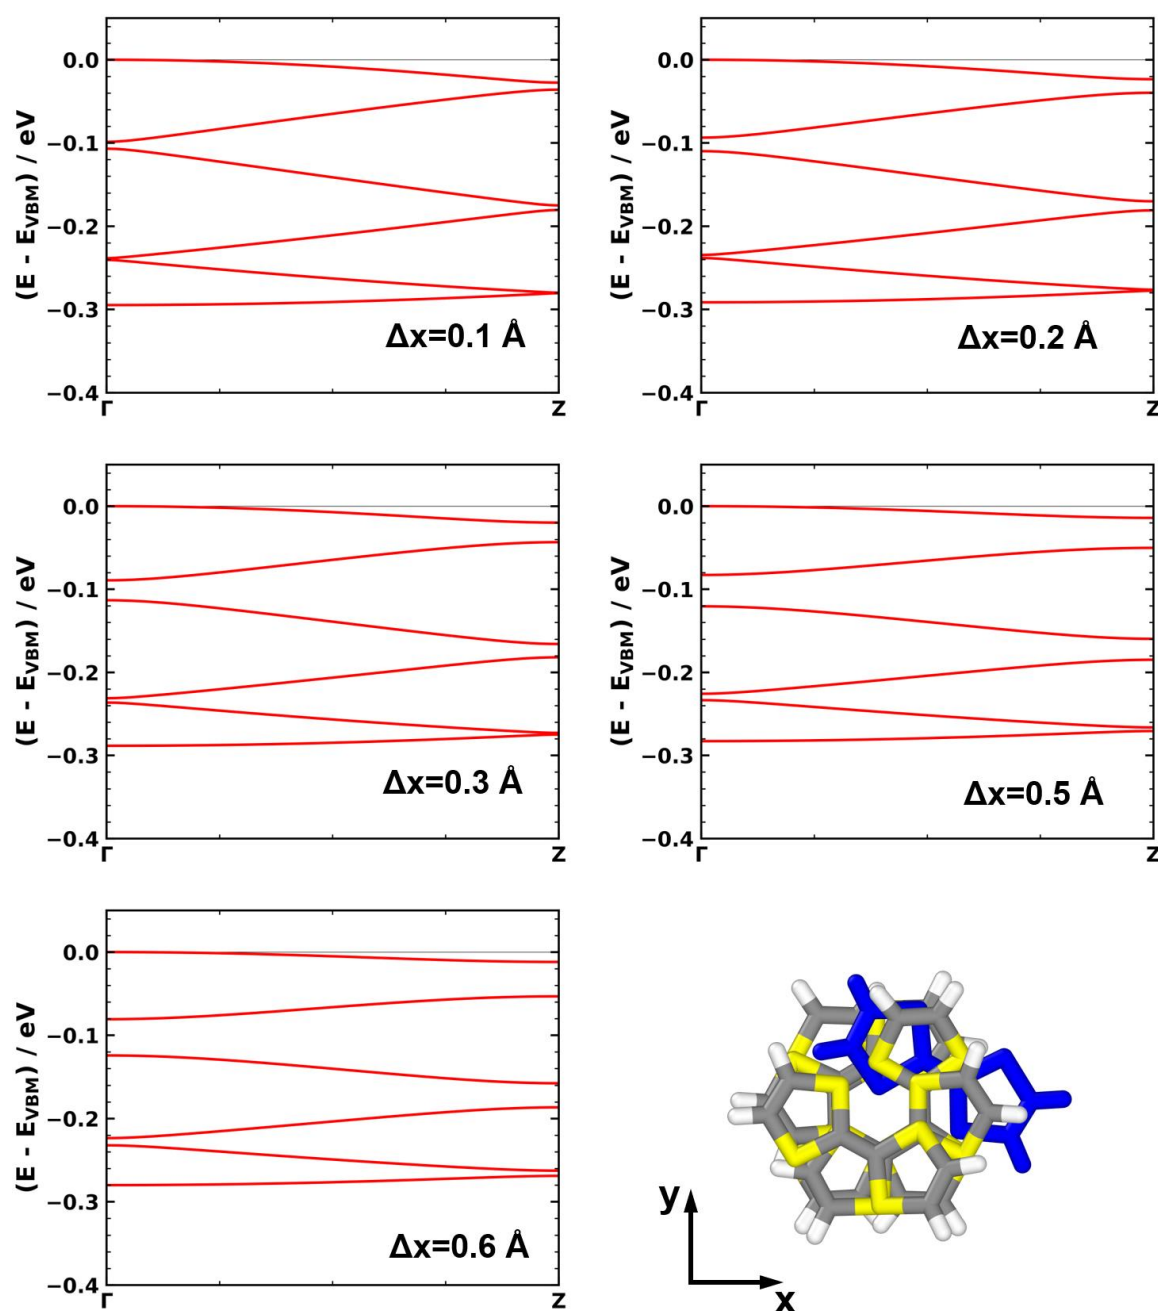 0.0
−0.1
−0.2
−0.3
−0.4
(E - E_VBM) / eV
Γ
Z
Δx=0.1 Å
0.0
−0.1
−0.2
−0.3
−0.4
(E - E_VBM) / eV
Γ
Z
Δx=0.2 Å
0.0
−0.1
−0.2
−0.3
−0.4
(E - E_VBM) / eV
Γ
Z
Δx=0.3 Å
0.0
−0.1
−0.2
−0.3
−0.4
(E - E_VBM) / eV
Γ
Z
Δx=0.5 Å
0.0
−0.1
−0.2
−0.3
−0.4
(E - E_VBM) / eV
Γ
Z
Δx=0.6 Å
y
x